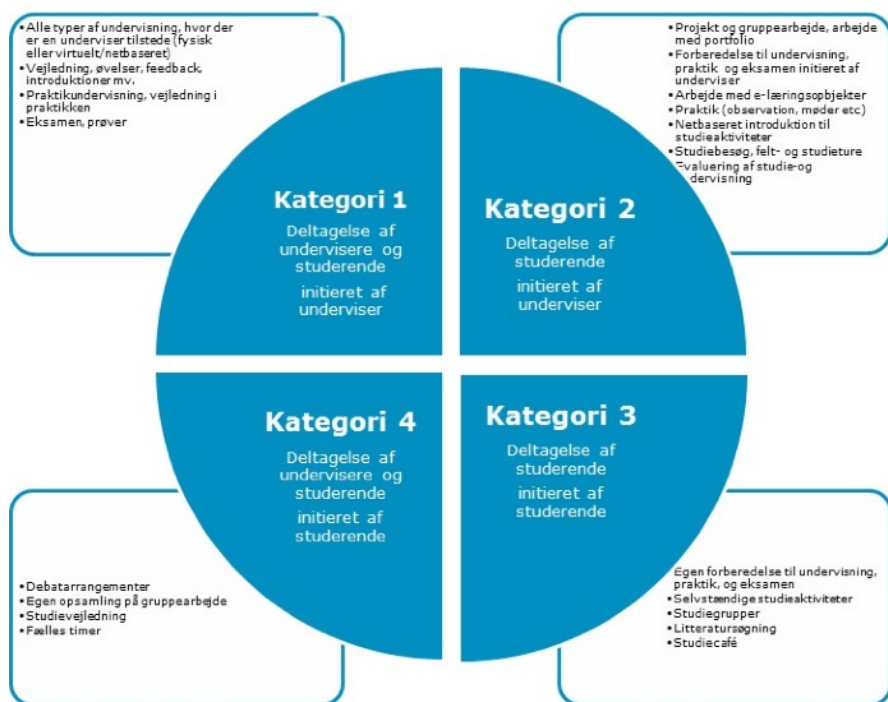 •Alle typer af undervisning, hvor der
er en underviser tilstede (fysisk
eller virtuelt/netbaseret)
•Vejledning, øvelser, feedback,
introduktioner mv.
•Praktikundervisning, vejledning i
praktikken
•Eksamen, prøver
•Projekt og gruppearbejde, arbejde
med portfolio
•Forberedelse til undervisning,
praktik og eksamen initieret af
underviser
•Arbejde med e-læringsobjekter
•Praktik (observation, møder etc)
•Netbaseret introduktion til
studieaktiviteter
•Studiebesøg, felt- og studieture
Evaluering af studie-og
dervisning
Kategori 1
Deltagelse af
undervisere og
studerende
initieret af
underviser
Kategori 2
Deltagelse af
studerende
initieret af
underviser
Kategori 4
Deltagelse af
undervisere og
studerende
initieret af
studerende
Kategori 3
Deltagelse af
studerende
initieret af
studerende
•Debatarrangementer
•Egen opsamling på gruppearbejde
•Studievejledning
•Fælles timer
Egen forberedelse til undervisning,
praktik, og eksamen
•Selvstændige studieaktiviteter
•Studiegrupper
•Litteratursøgning
•Studiecafé